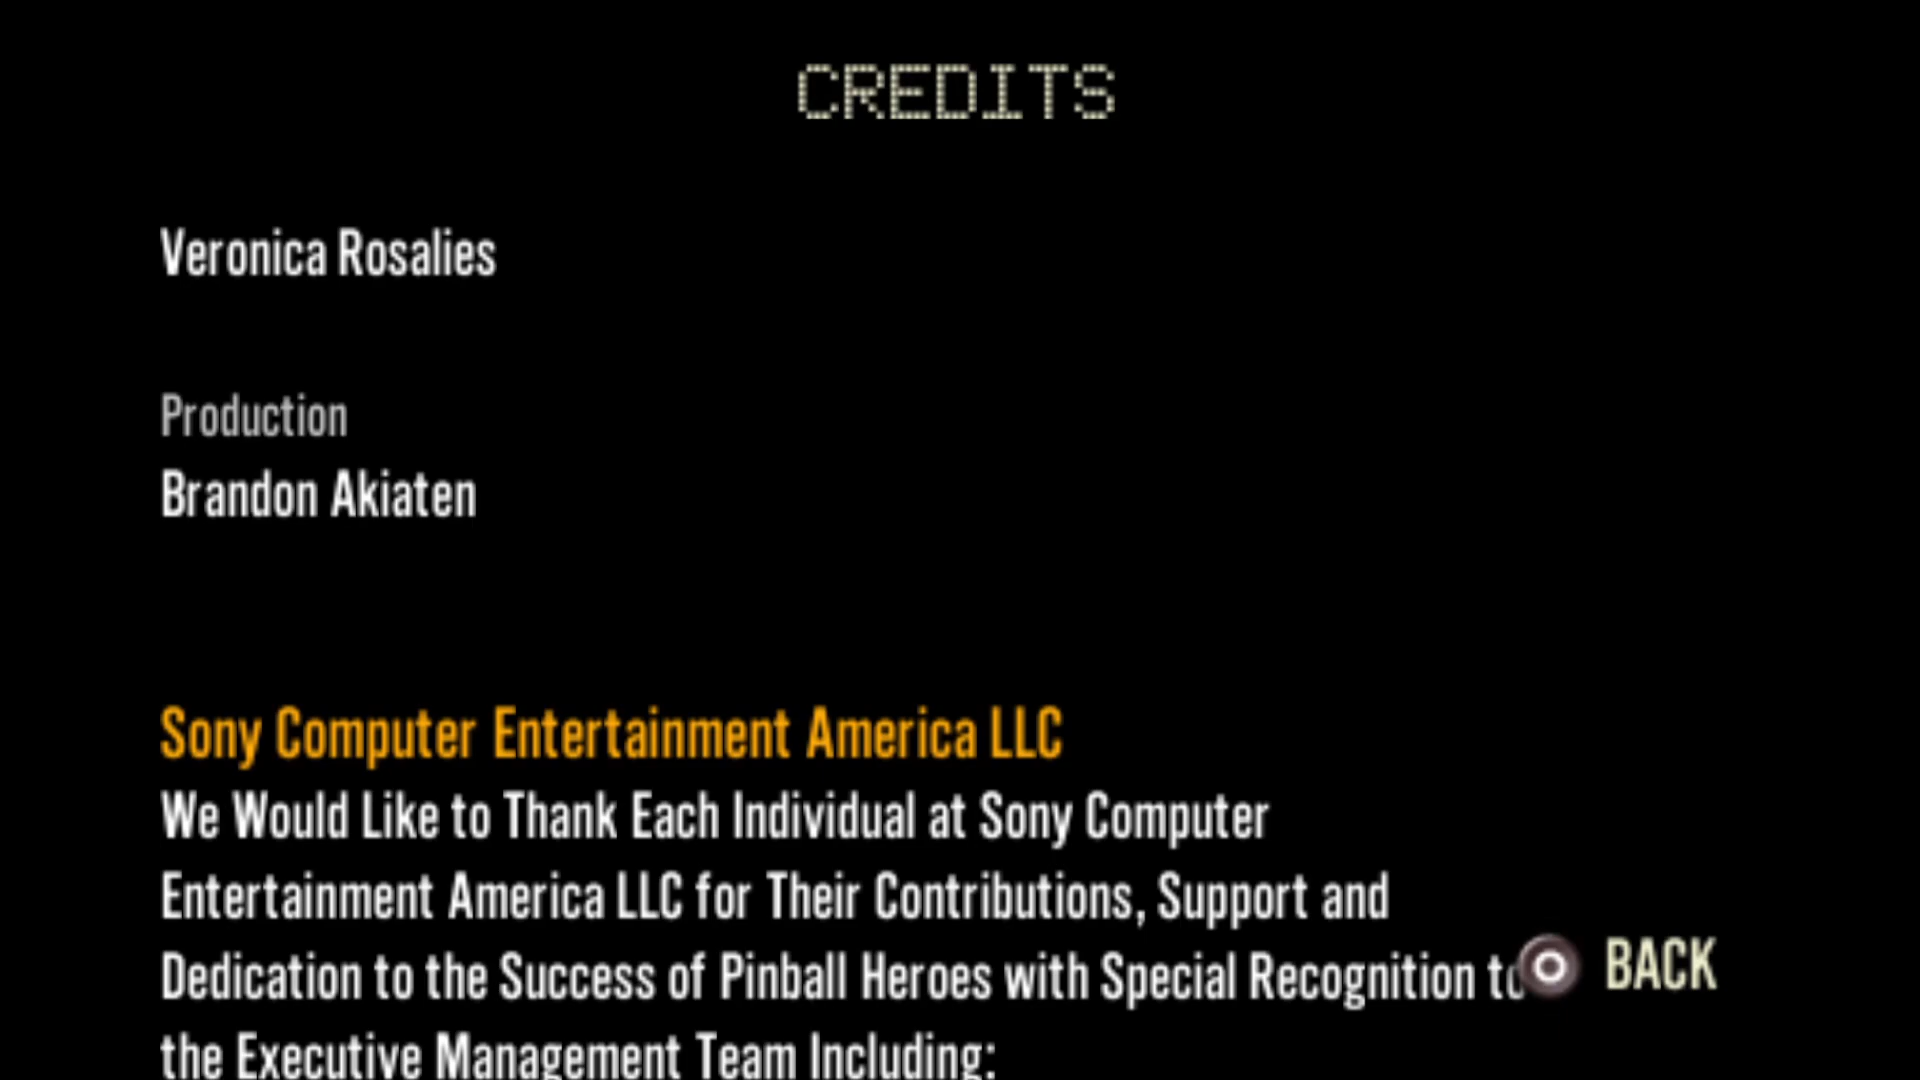 CREDITS
Veronica Rosalies
Production
Brandon Akiaten
Sony Computer Entertainment America LLC
We Would Like to Thank Each Individual at Sony Computer
Entertainment America LLC for Their Contributions, Support and
Dedication to the Success of Pinball Heroes with Special Recognition to
BACK
the Executive Management Team Including: